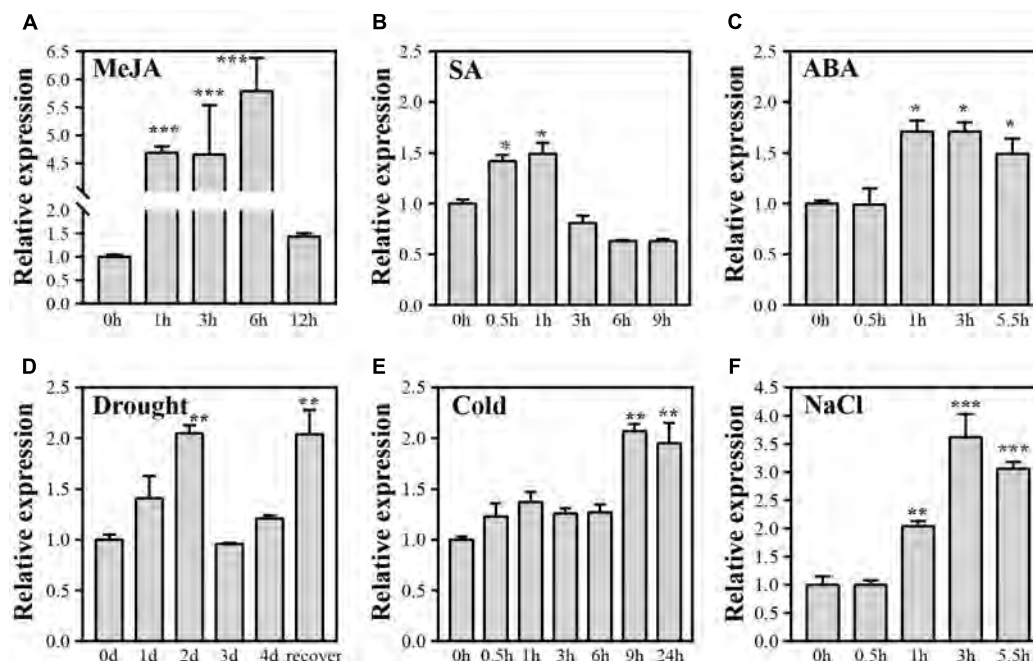 A
MeJA
Relative expression
6.5
6.0
5.5
5.0
4.5
2.0
1.5
1.0
0.5
0.0
***
***
***
0h 1h 3h 6h 12h
B
SA
Relative expression
2.5
2.0
1.5
1.0
0.5
0.0
*
*
0h 0.5h 1h 3h 6h 9h
C
ABA
Relative expression
2.5
2.0
1.5
1.0
0.5
0.0
*
*
*
0h 0.5h 1h 3h 5.5h
D
Drought
Relative expression
2.5
2.0
1.5
1.0
0.5
0.0
**
**
0d 1d 2d 3d 4d recover
E
Cold
Relative expression
2.5
2.0
1.5
1.0
0.5
0.0
**
**
0h 0.5h 1h 3h 6h 9h 24h
F
NaCl
Relative expression
4.5
4.0
3.5
3.0
2.5
2.0
1.5
1.0
0.5
0.0
**
***
***
0h 0.5h 1h 3h 5.5h